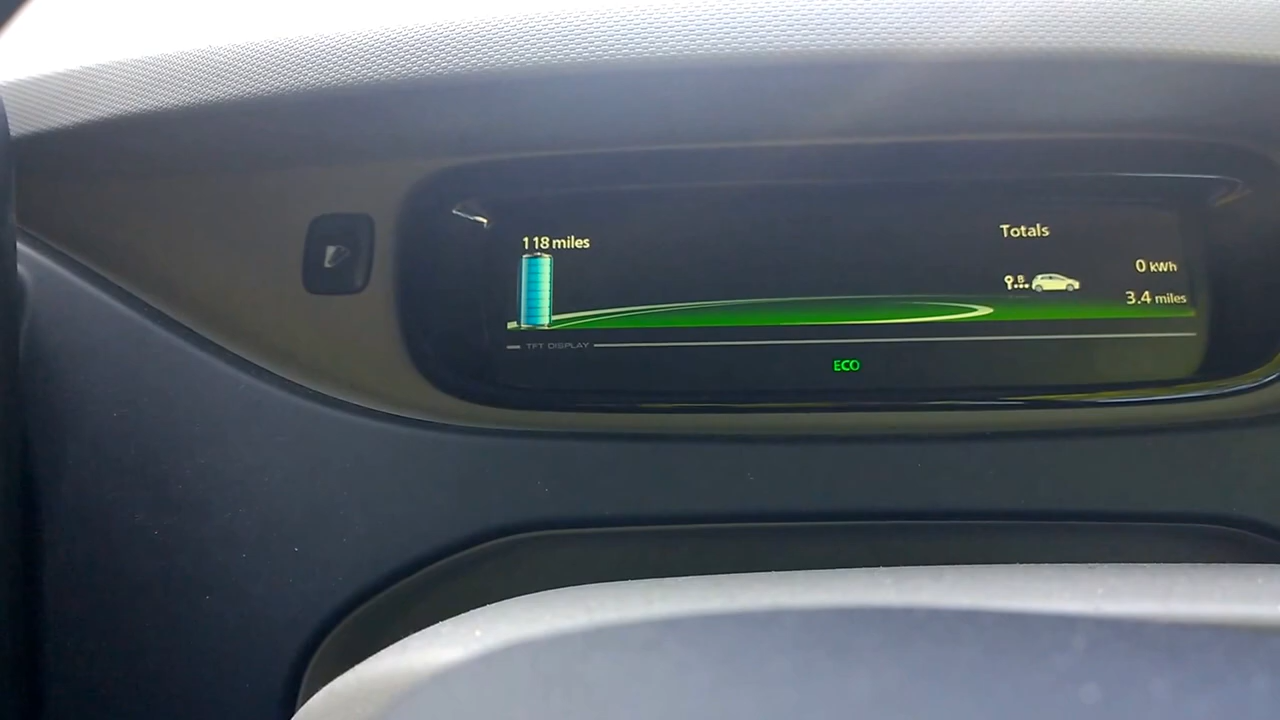 118 miles
Totals
0 kWh
B
3.4 miles
TFT DISPLAY
ECO